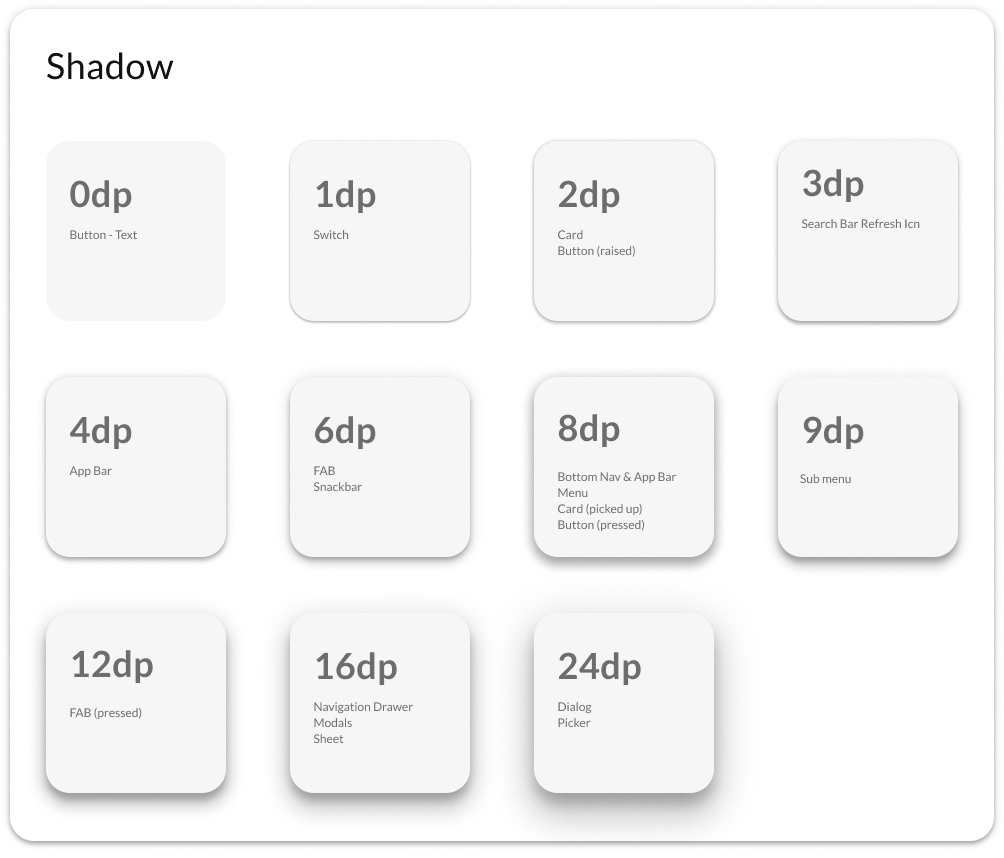 Shadow
0dp
Button - Text
1dp
Switch
2dp
Card
Button (raised)
3dp
Search Bar Refresh Icn
4dp
App Bar
6dp
FAB
Snackbar
8dp
Bottom Nav & App Bar
Menu
Card (picked up)
Button (pressed)
9dp
Sub menu
12dp
FAB (pressed)
16dp
Navigation Drawer
Modals
Sheet
24dp
Dialog
Picker